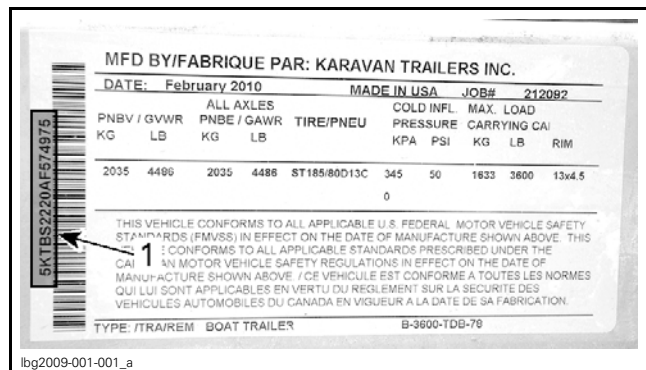 MFD BY/FABRIQUE PAR: KARAVAN TRAILERS INC.
DATE: February 2010 MADE IN USA JOB# 212092
ALL AXLES COLD INFL. MAX. LOAD
PNBV / GVWR PNBE / GAWR TIRE/PNEU PRESSURE CARRYING CA
KG LB KG LB KPA PSI KG LB RIM
2035 4486 2035 4486 ST185/80D13C 345 50 1633 3600 13x4.5
0
THIS VEHICLE CONFORMS TO ALL APPLICABLE U.S. FEDERAL MOTOR VEHICLE SAFETY
STANDARDS (FMVSS) IN EFFECT ON THE DATE OF MANUFACTURE SHOWN ABOVE. THIS
CONFORMS TO ALL APPLICABLE STANDARDS PRESCRIBED UNDER THE
MOTOR VEHICLE SAFETY REGULATIONS IN EFFECT ON THE DATE OF
MANUFACTURE SHOWN ABOVE. / CE VEHICULE EST CONFORME A TOUTES LES NORMES
QUI LUI SONT APPLICABLES EN VERTU DU REGLEMENT SUR LA SECURITE DES
VEHICULES AUTOMOBILES DU CANADA EN VIGUEUR A LA DATE DE SA FABRICATION.
TYPE: /TRA/REM BOAT TRAILER B-3600-TDB-78
5KTBS2220AF574975
1
lbg2009-001-001_a